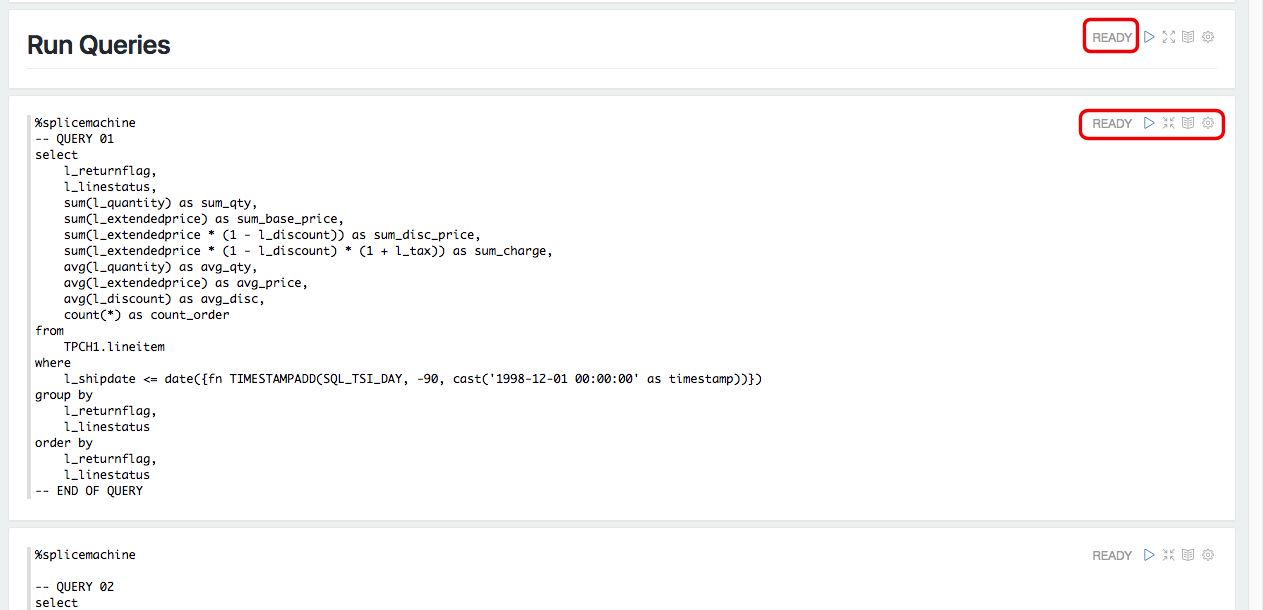 Run Queries
READY
%splicemachine
READY
-- QUERY 01
select
    l_returnflag,
    l_linestatus,
    sum(l_quantity) as sum_qty,
    sum(l_extendedprice) as sum_base_price,
    sum(l_extendedprice * (1 - l_discount)) as sum_disc_price,
    sum(l_extendedprice * (1 - l_discount) * (1 + l_tax)) as sum_charge,
    avg(l_quantity) as avg_qty,
    avg(l_extendedprice) as avg_price,
    avg(l_discount) as avg_disc,
    count(*) as count_order
from
    TPCH1.lineitem
where
    l_shipdate <= date({fn TIMESTAMPADD(SQL_TSI_DAY, -90, cast('1998-12-01 00:00:00' as timestamp))})
group by
    l_returnflag,
    l_linestatus
order by
    l_returnflag,
    l_linestatus
-- END OF QUERY
%splicemachine
READY
-- QUERY 02
select